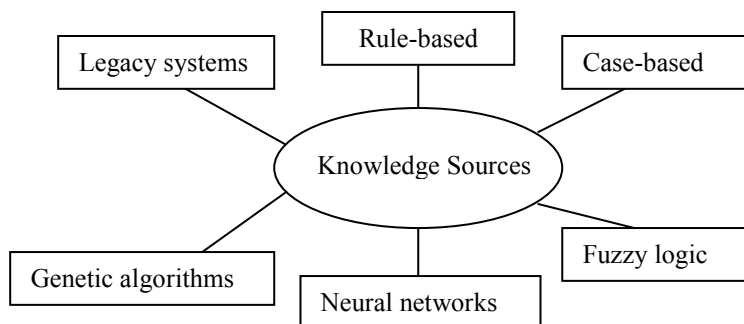 Rule-based
Legacy systems
Case-based
Knowledge Sources
Genetic algorithms
Fuzzy logic
Neural networks